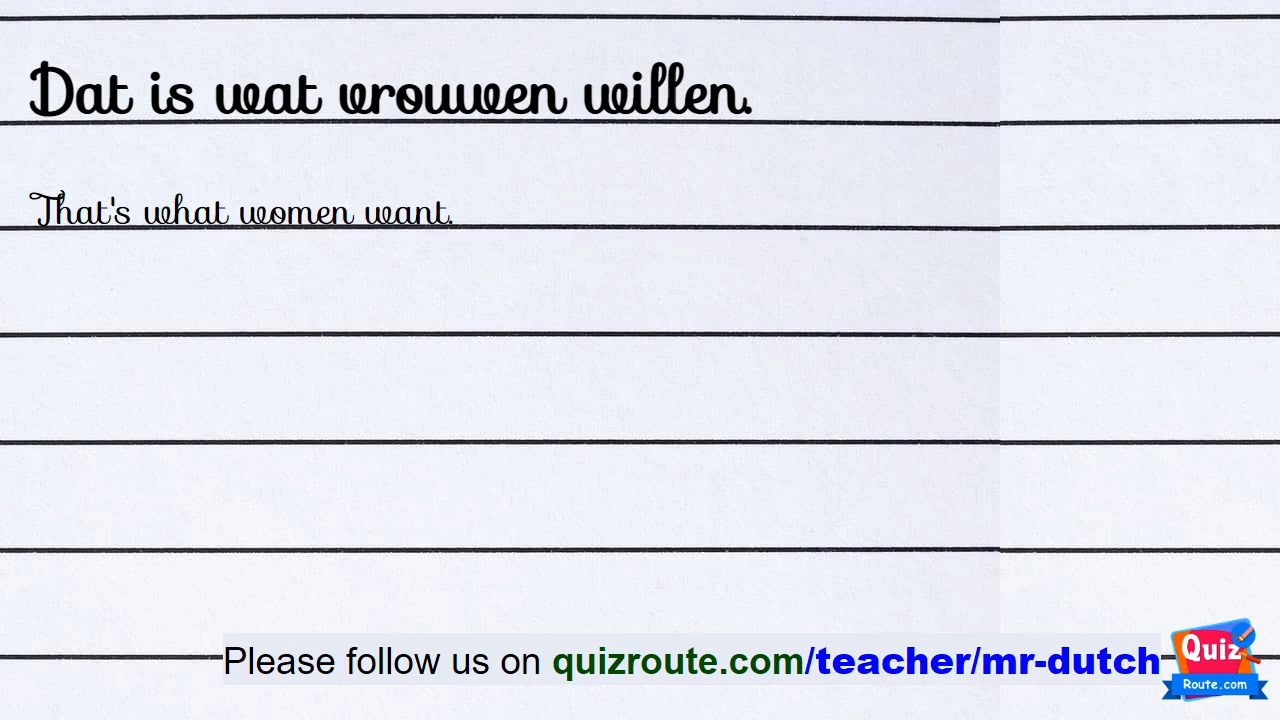 Dat is wat vrouwen willen.
That's what women want.
Please follow us on quizroute.com/teacher/mr-dutch
Quiz
Route.com